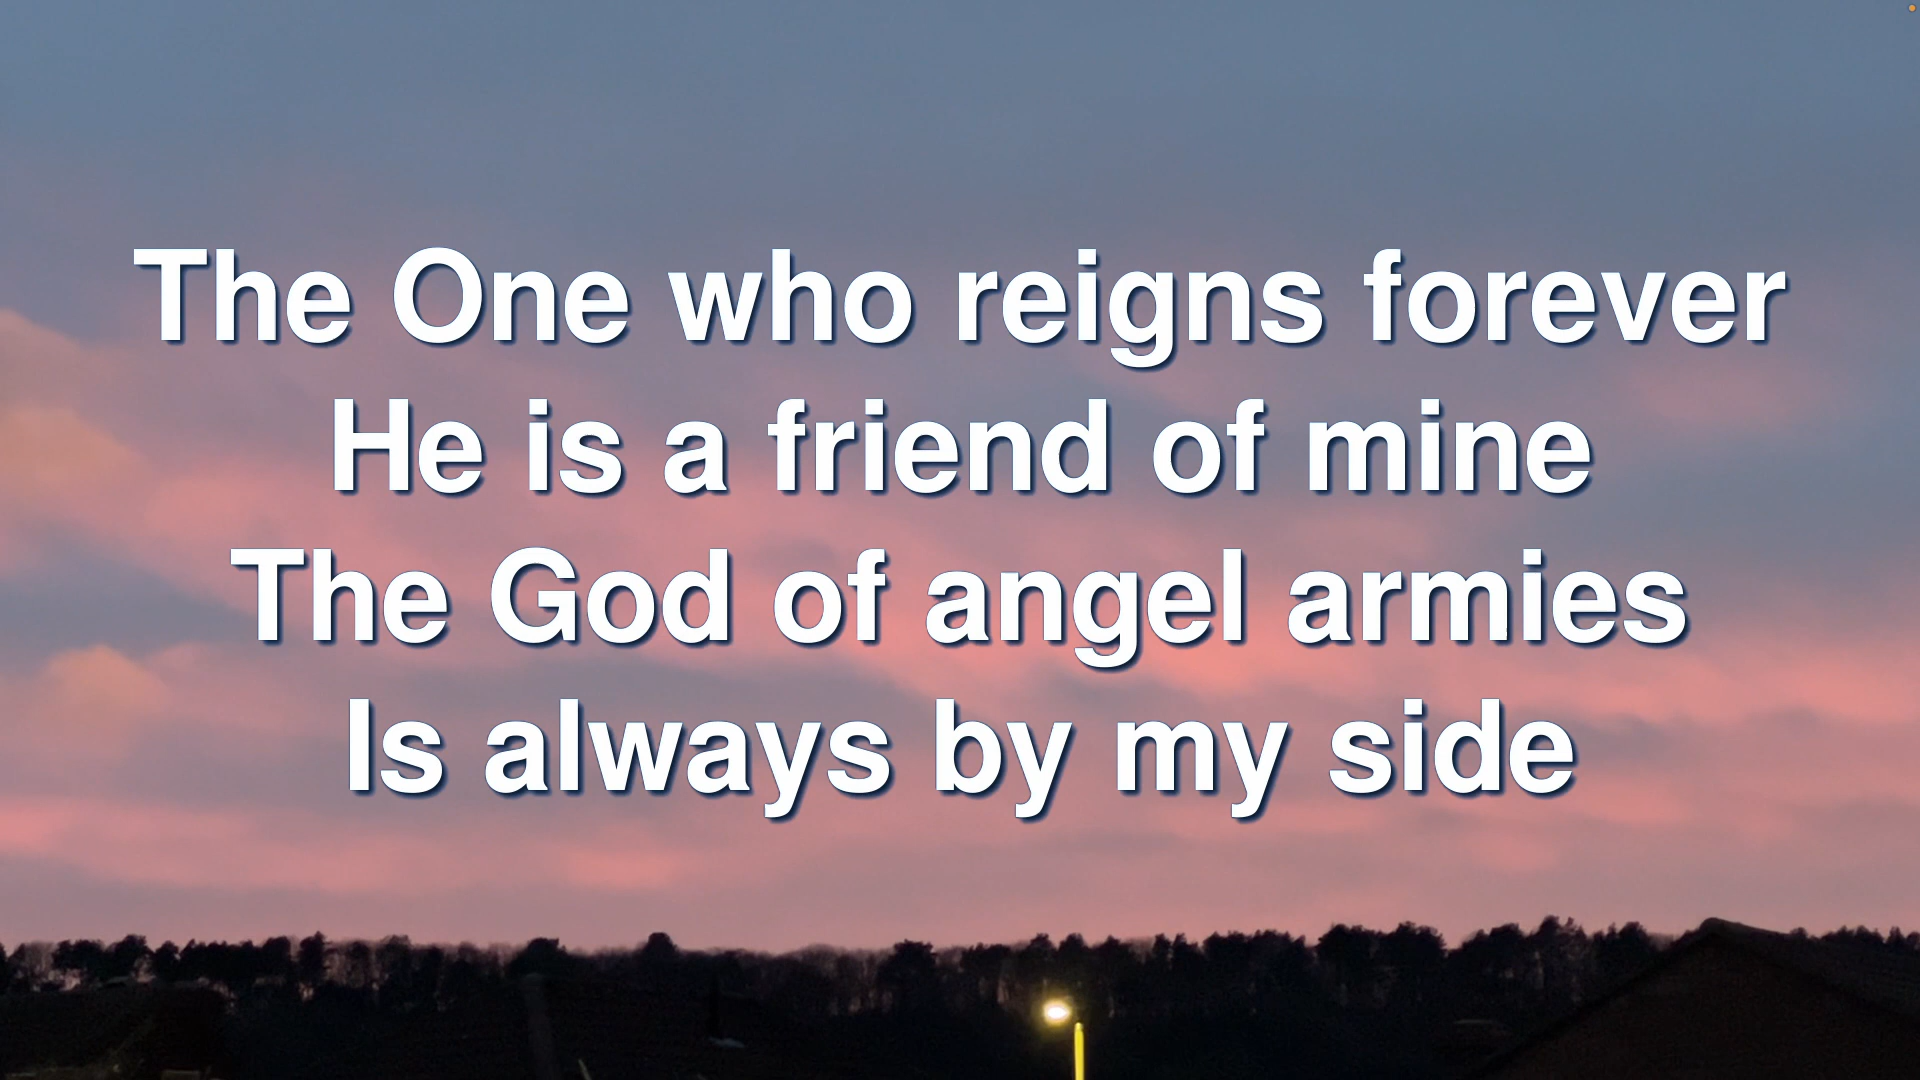 The One who reigns forever
He is a friend of mine
The God of angel armies
Is always by my side